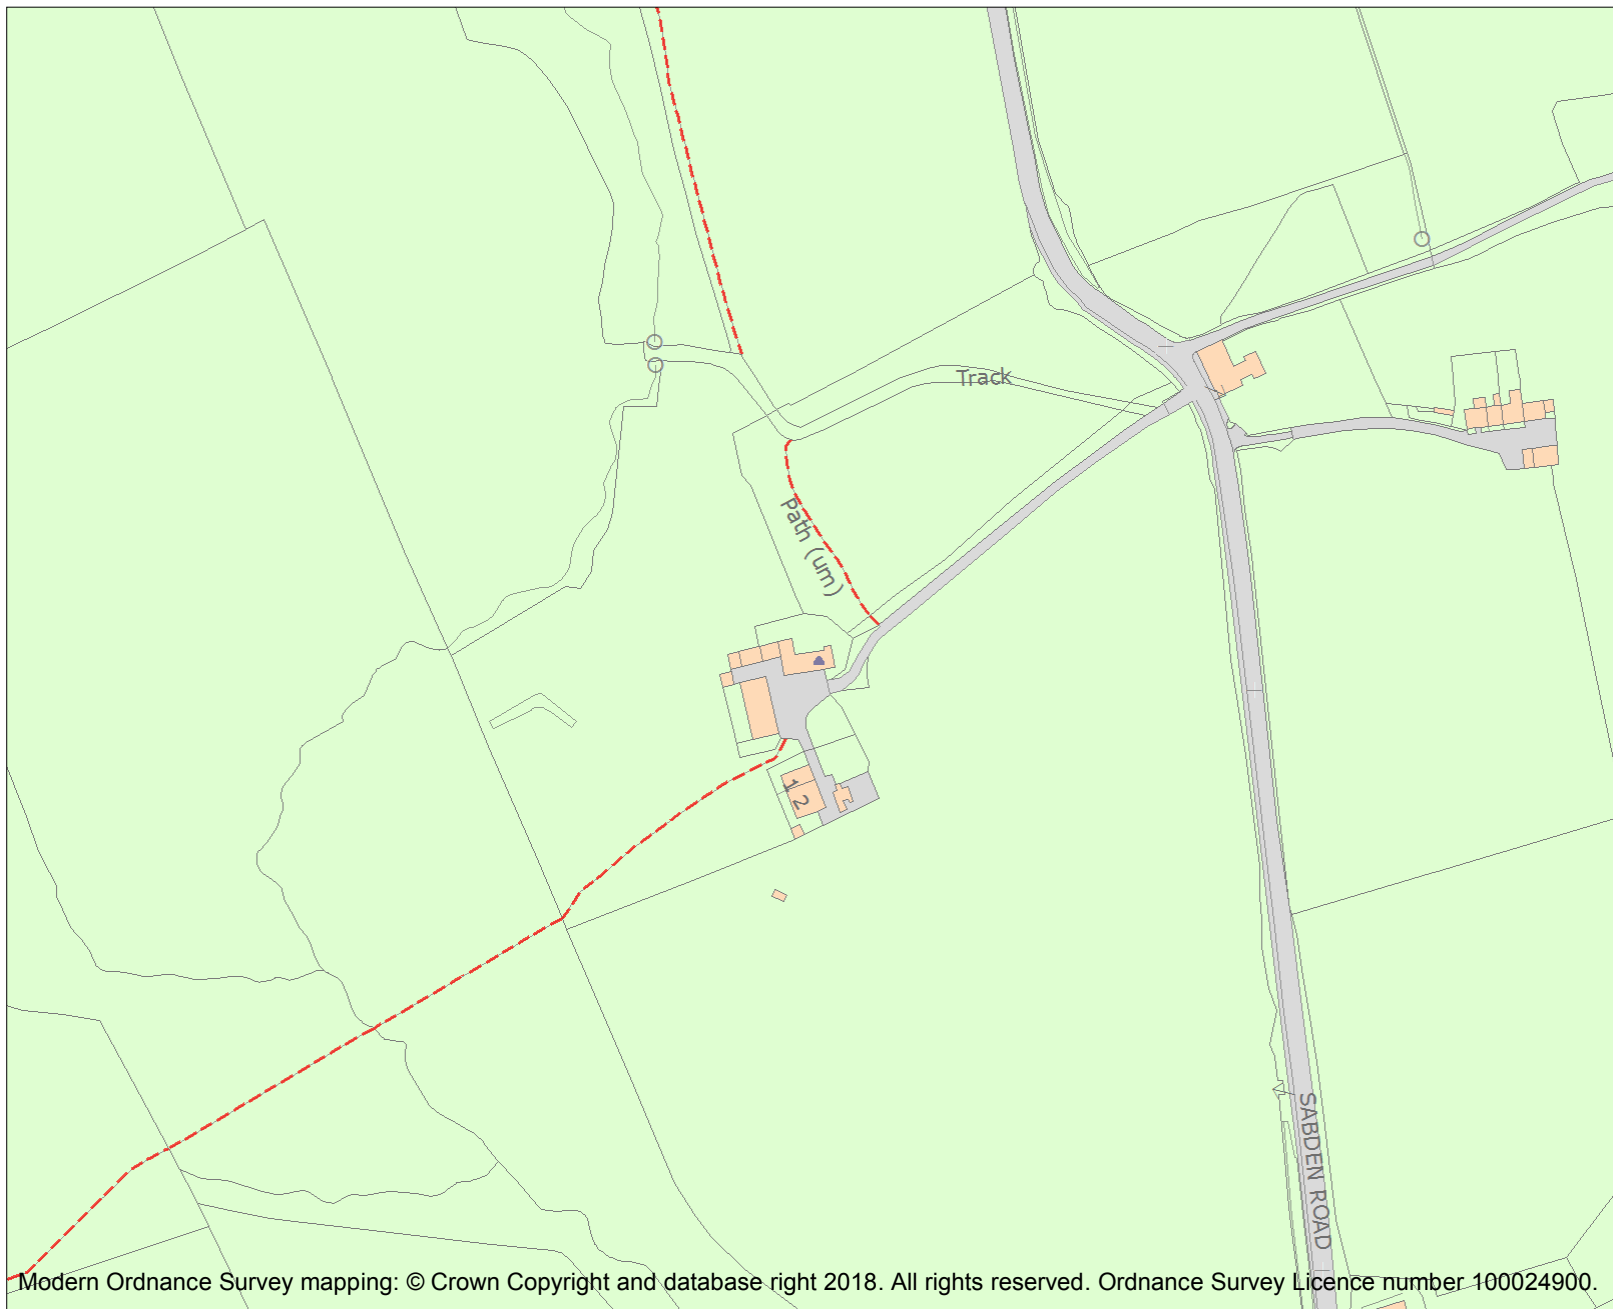 Track
Path (um)
1
2
SABDEN ROAD
Modern Ordnance Survey mapping: © Crown Copyright and database right 2018. All rights reserved. Ordnance Survey Licence number 100024900.